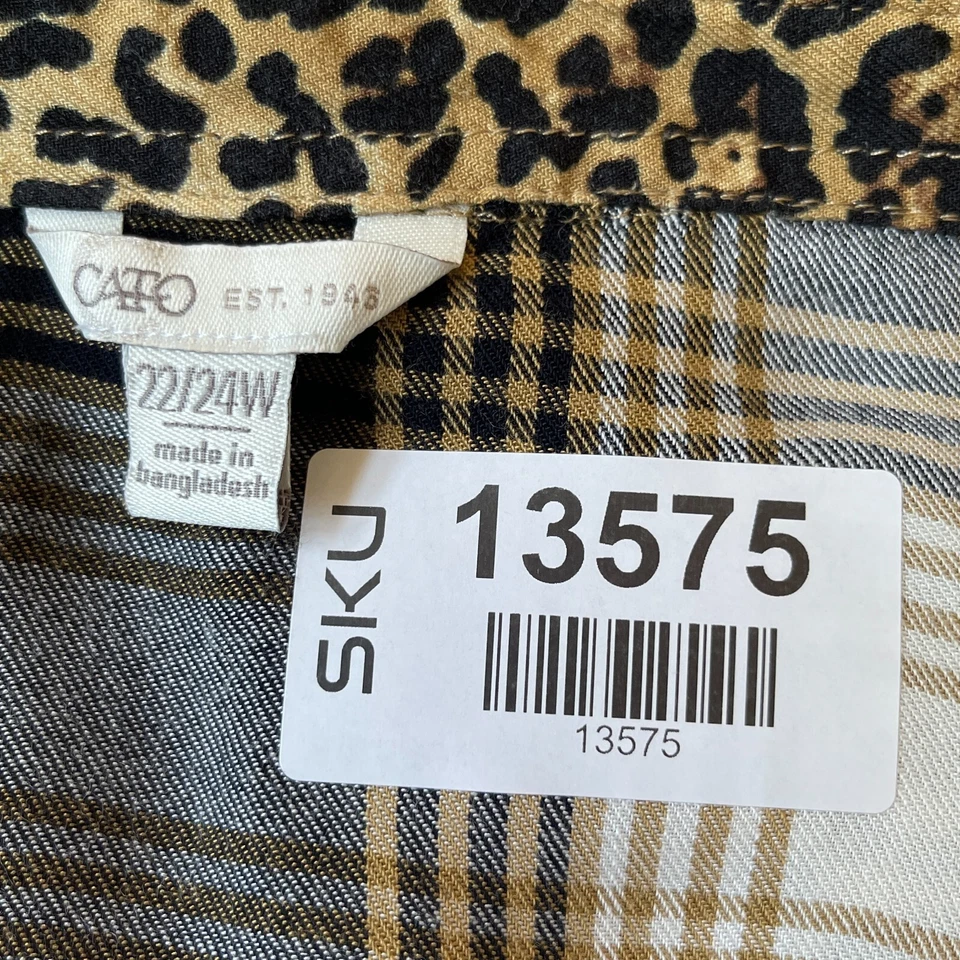 CATO EST. 1946
22/24W
made in
bangladesh
SKU
13575
13575